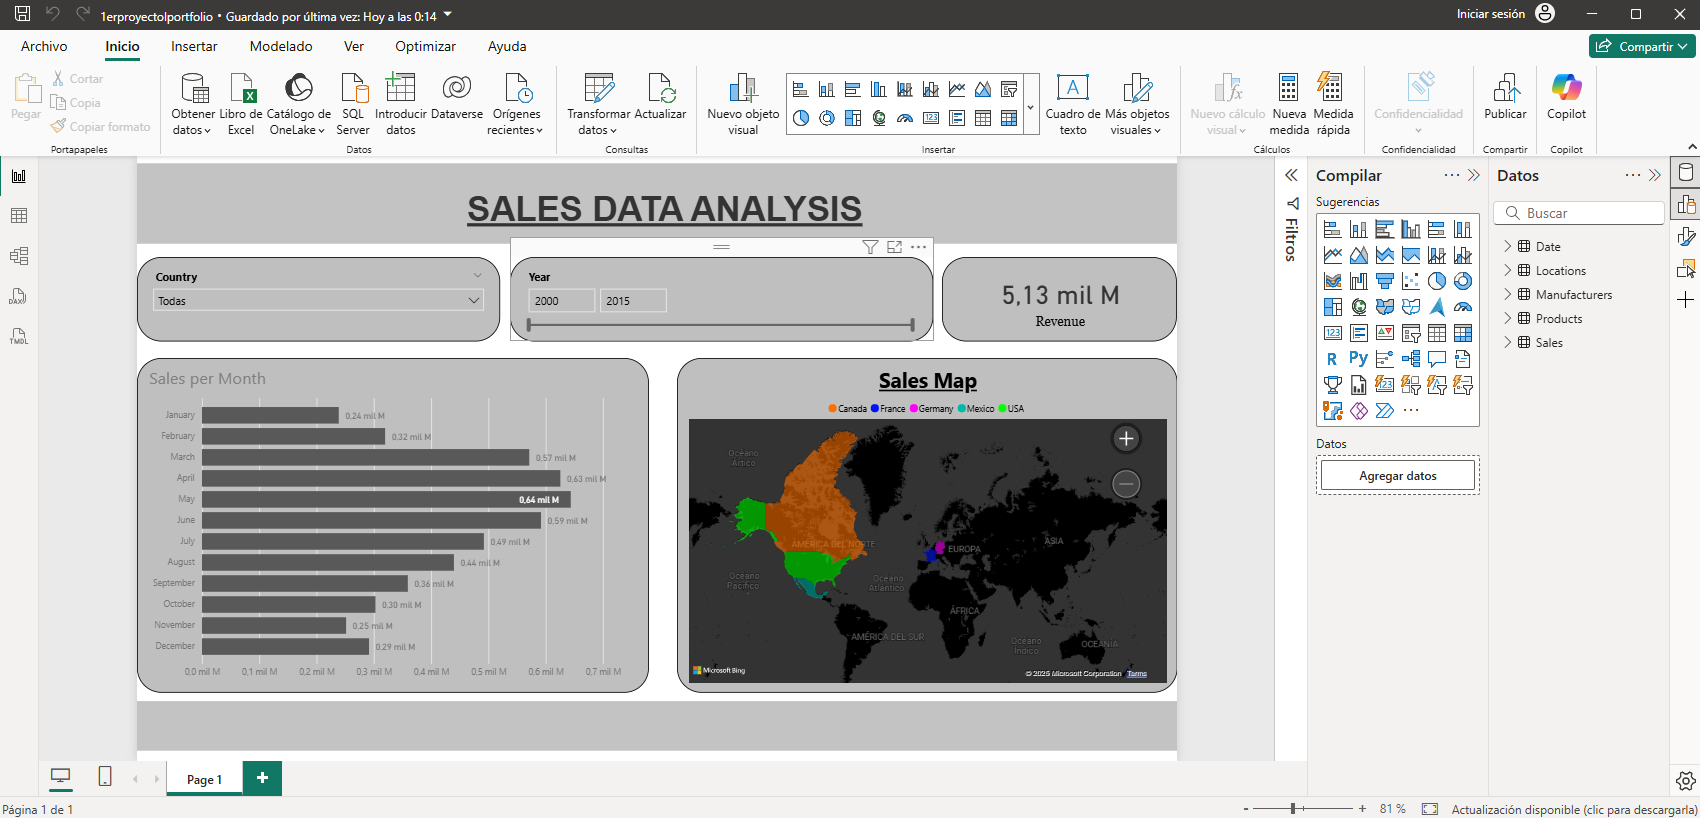 1erproyectolportfolio • Guardado por última vez: Hoy a las 0:14
Iniciar sesión
Archivo
Inicio
Insertar
Modelado
Ver
Optimizar
Ayuda
Compartir
Pegar
Cortar
Copia
Copiar formato
Portapapeles
Obtener datos
Libro de Excel
Catálogo de OneLake
SQL Server
Introducir datos
Dataverse
Orígenes recientes
Datos
Transformar datos
Actualizar
Consultas
Nuevo objeto visual
Cuadro de texto
Más objetos visuales
Insertar
Nuevo cálculo visual
Nueva medida
Medida rápida
Cálculos
Confidencialidad
Confidencialidad
Publicar
Compartir
Copilot
Copilot
DAX
TMDL
SALES DATA ANALYSIS
Country
Todas
Year
2000
2015
5,13 mil M
Revenue
Sales per Month
January
0,24 mil M
February
0,32 mil M
March
0,57 mil M
April
0,63 mil M
May
0,64 mil M
June
0,59 mil M
July
0,49 mil M
August
0,44 mil M
September
0,36 mil M
October
0,30 mil M
November
0,25 mil M
December
0,29 mil M
0,0 mil M
0,1 mil M
0,2 mil M
0,3 mil M
0,4 mil M
0,5 mil M
0,6 mil M
0,7 mil M
Sales Map
Canada
France
Germany
Mexico
USA
Océano
Ártico
AMÉRICA DEL NORTE
EUROPA
ASIA
Océano
Pacífico
Océano
Atlántico
ÁFRICA
AMÉRICA DEL SUR
Océano
Índico
OCEANÍA
Microsoft Bing
© 2025 Microsoft Corporation
Terms
Filtros
Compilar
Sugerencias
123
R
Py
123
Datos
Agregar datos
Datos
Buscar
Date
Locations
Manufacturers
Products
Sales
Page 1
Página 1 de 1
81 %
Actualización disponible (clic para descargarla)